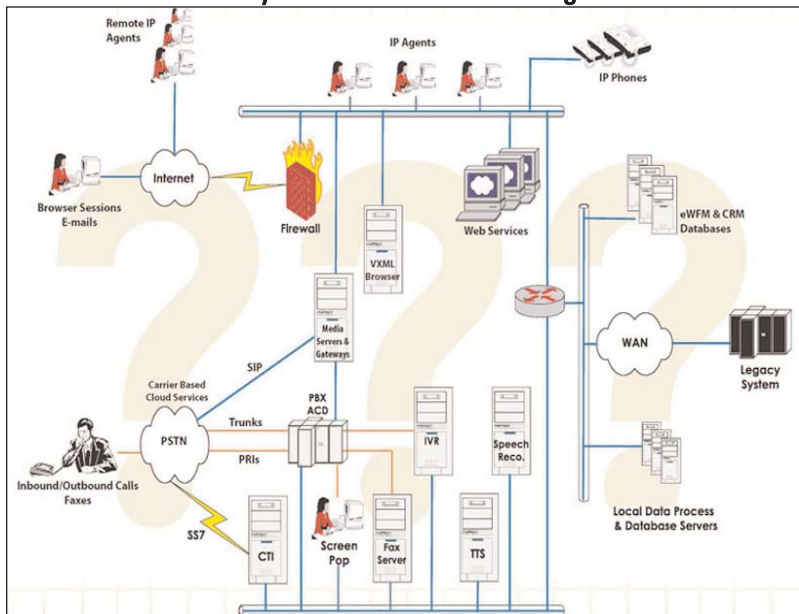 Remote IP
Agents
IP Agents
IP Phones
Internet
Browser Sessions
E-mails
Firewall
VXML
Browser
Web Services
eWFM & CRM
Databases
Media
Servers &
Gateways
WAN
Legacy
System
SIP
Carrier Based
Cloud Services
PBX
ACD
Trunks
PSTN
PRIs
IVR
Speech
Reco.
Inbound/Outbound Calls
Faxes
SS7
CTI
Screen
Pop
Fax
Server
TTS
Local Data Process
& Database Servers